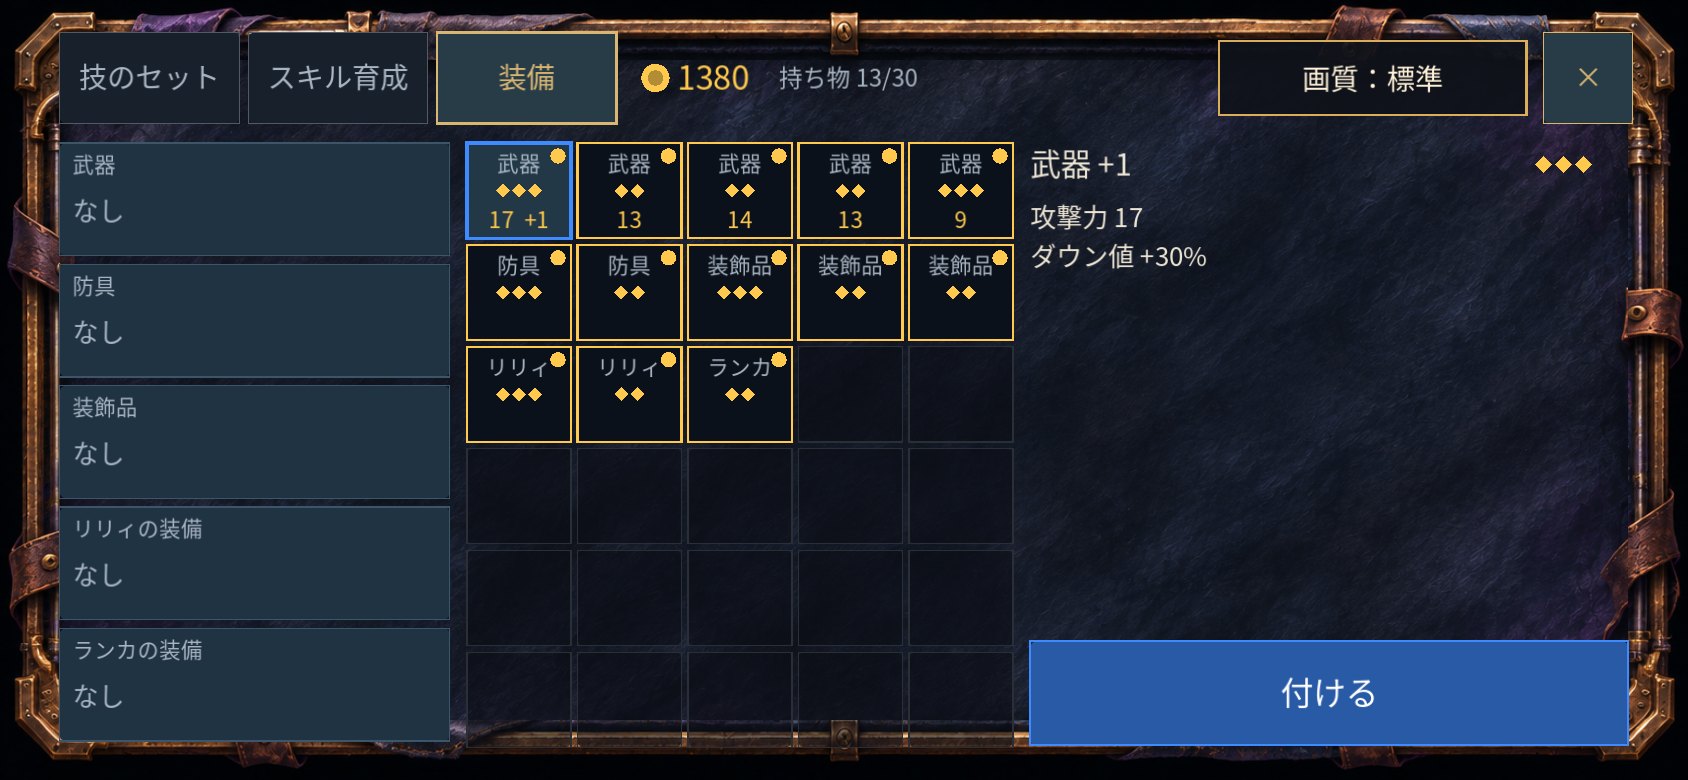 技のセット
スキル育成
装備
1380
持ち物 13/30
画質：標準
×
武器
なし
防具
なし
装飾品
なし
リリィの装備
なし
ランカの装備
なし
武器
17 +1
武器
13
武器
14
武器
13
武器
9
防具
防具
装飾品
装飾品
装飾品
リリィ
リリィ
ランカ
武器 +1
攻撃力 17
ダウン値 +30%
付ける